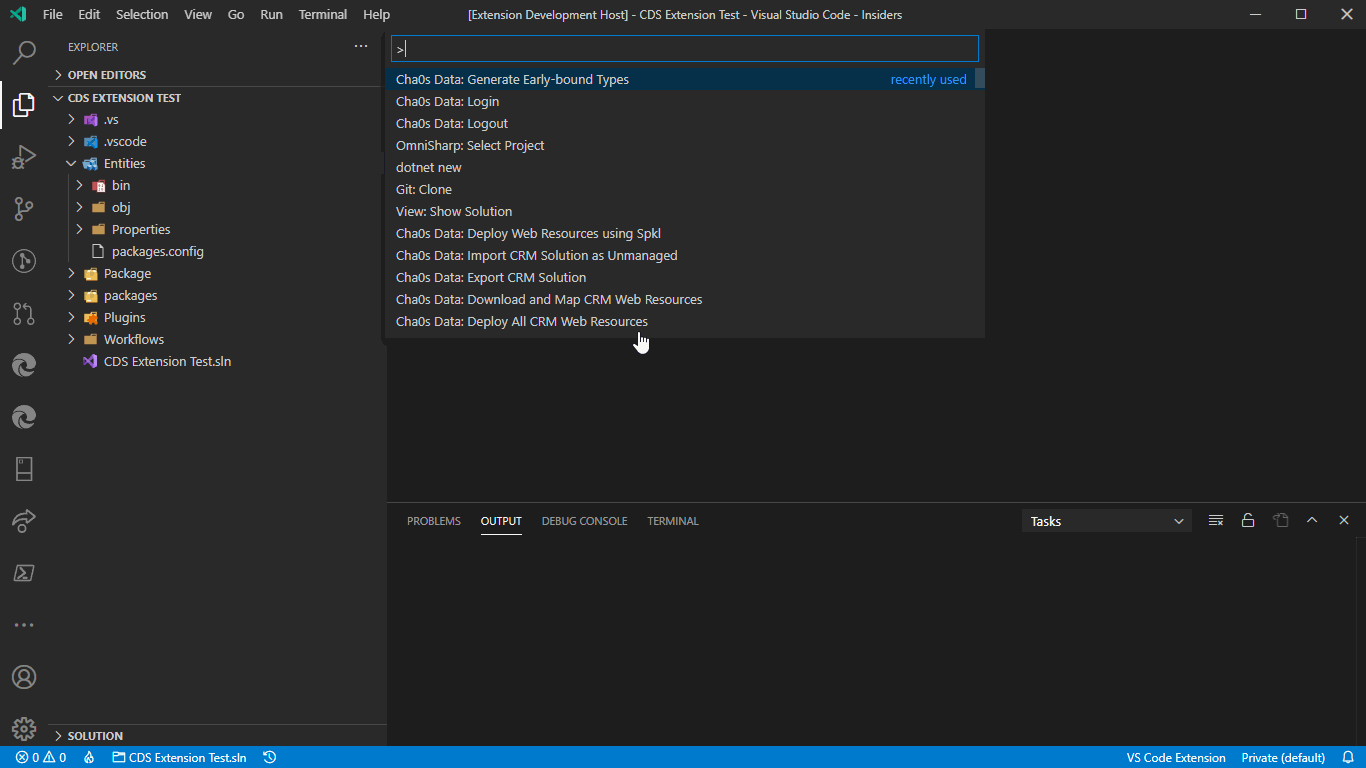 File Edit Selection View Go Run Terminal Help [Extension Development Host] - CDS Extension Test - Visual Studio Code - Insiders
EXPLORER
OPEN EDITORS
CDS EXTENSION TEST
.vs
.vscode
Entities
bin
obj
Properties
packages.config
Package
packages
Plugins
Workflows
CDS Extension Test.sln
SOLUTION
>
Cha0s Data: Generate Early-bound Types recently used
Cha0s Data: Login
Cha0s Data: Logout
OmniSharp: Select Project
dotnet new
Git: Clone
View: Show Solution
Cha0s Data: Deploy Web Resources using Spkl
Cha0s Data: Import CRM Solution as Unmanaged
Cha0s Data: Export CRM Solution
Cha0s Data: Download and Map CRM Web Resources
Cha0s Data: Deploy All CRM Web Resources
PROBLEMS OUTPUT DEBUG CONSOLE TERMINAL Tasks
0 0 CDS Extension Test.sln VS Code Extension Private (default)